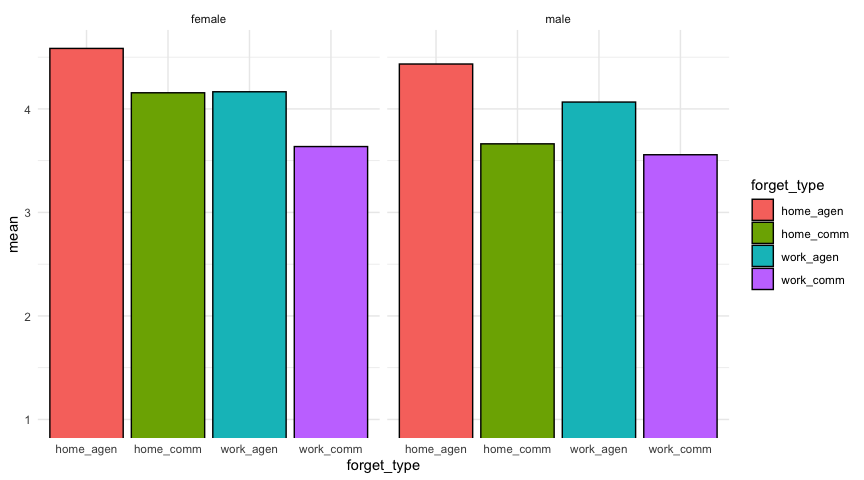 female
male
mean
4
3
2
1
home_agen
home_comm
work_agen
work_comm
home_agen
home_comm
work_agen
work_comm
forget_type
forget_type
home_agen
home_comm
work_agen
work_comm